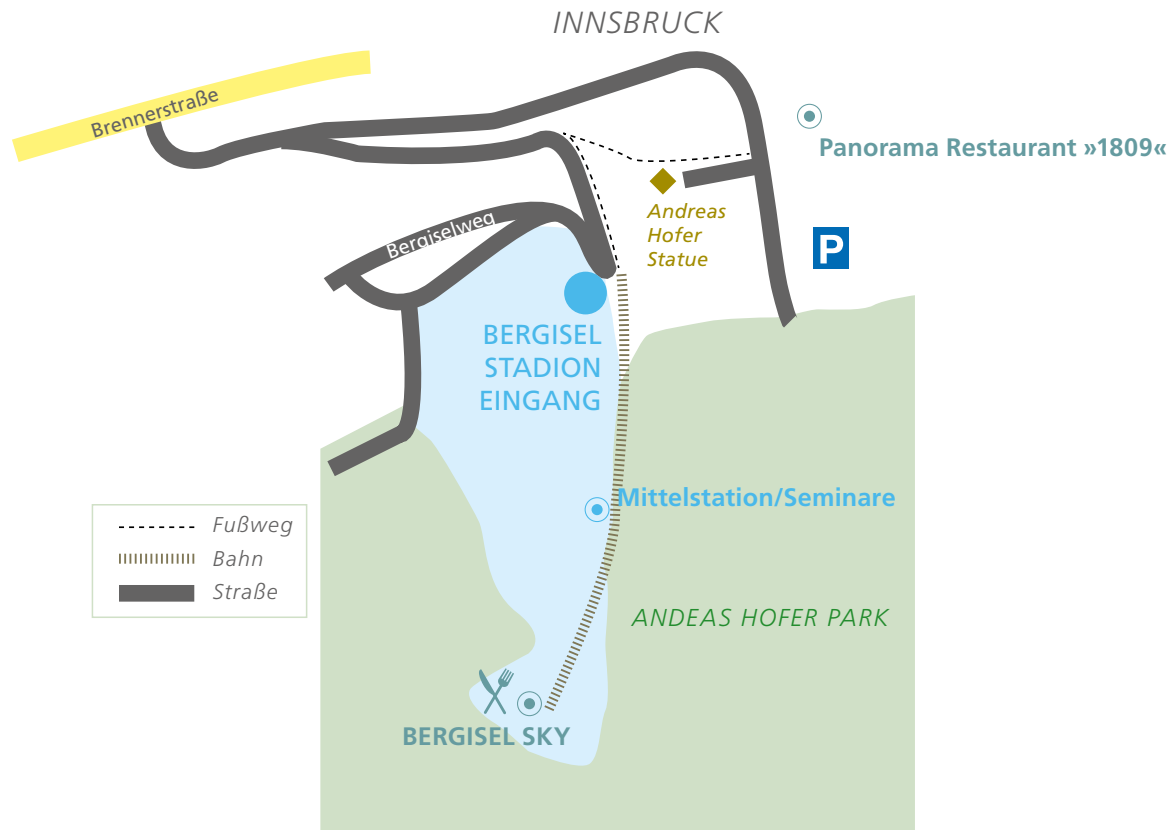 INNSBRUCK
Brennerstraße
Panorama Restaurant »1809«
Andreas
Hofer
Statue
Bergiselweg
P
BERGISEL
STADION
EINGANG
Mittelstation/Seminare
Fußweg
Bahn
Straße
ANDEAS HOFER PARK
BERGISEL SKY